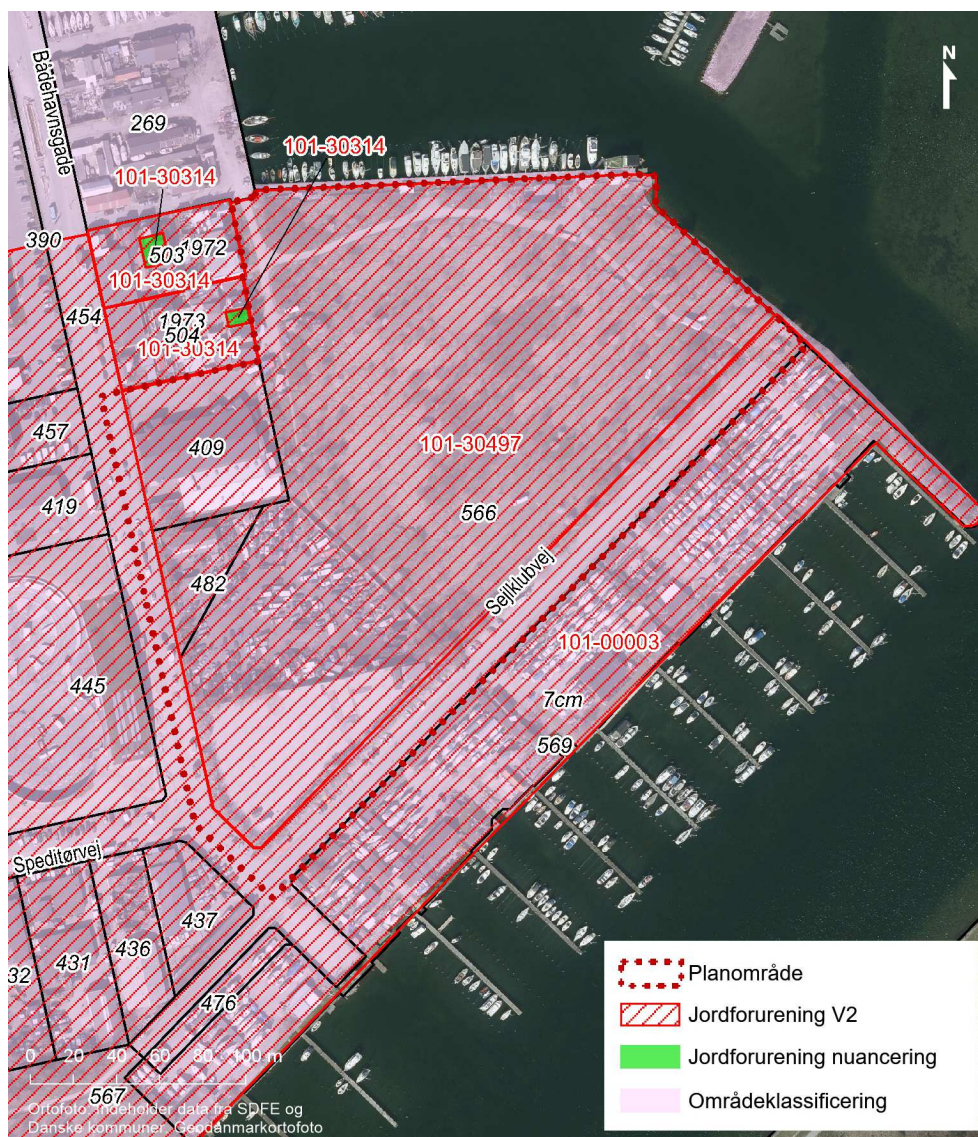 Bådehavnsgade
269
101-30314
101-30314
N
390
503
1972
101-30314
454
1973
504
101-30314
457
409
101-30497
419
566
482
Sejlklubvej
101-00003
445
7cm
569
Speditørvej
437
436
431
32
476
567
0 20 40 60 80 100 m
Ortofoto: Indeholder data fra SDFE og
Danske kommuner, Geodanmarkortofoto
Planområde
Jordforurening V2
Jordforurening nuancering
Områdeklassificering